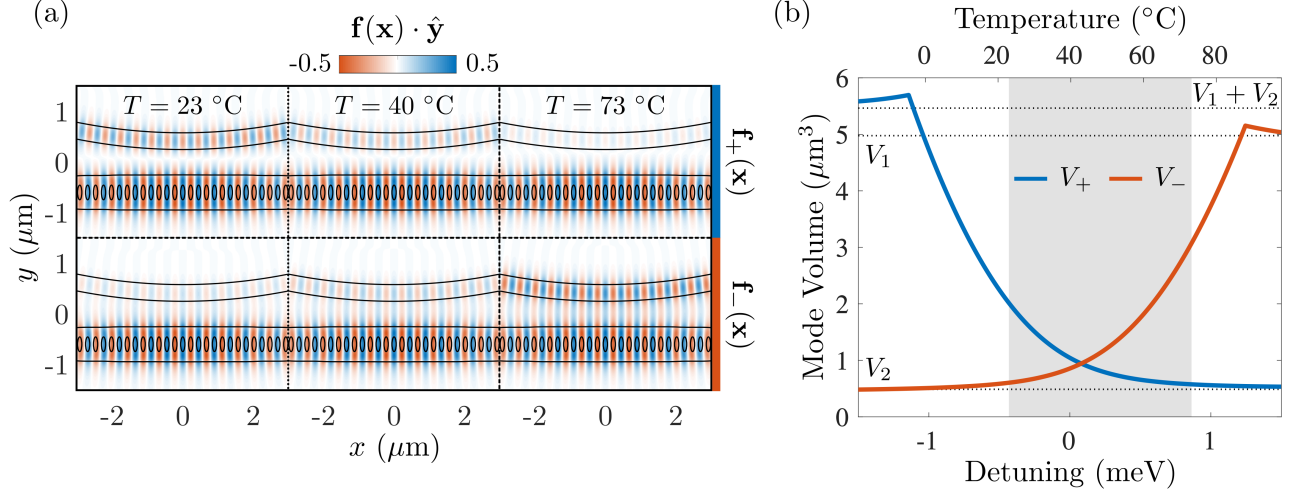 (a)
f(x) · ŷ
-0.5 0.5
T = 23 °C T = 40 °C T = 73 °C
1
0
-1
1
0
-1
y (μm)
f₊(x)
f₋(x)
-2 0 2 -2 0 2 -2 0 2
x (μm)
(b)
Temperature (°C)
0 20 40 60 80
6
5
4
3
2
1
0
Mode Volume (μm³)
V₁ + V₂
V₁
V₊ V₋
V₂
-1 0 1
Detuning (meV)